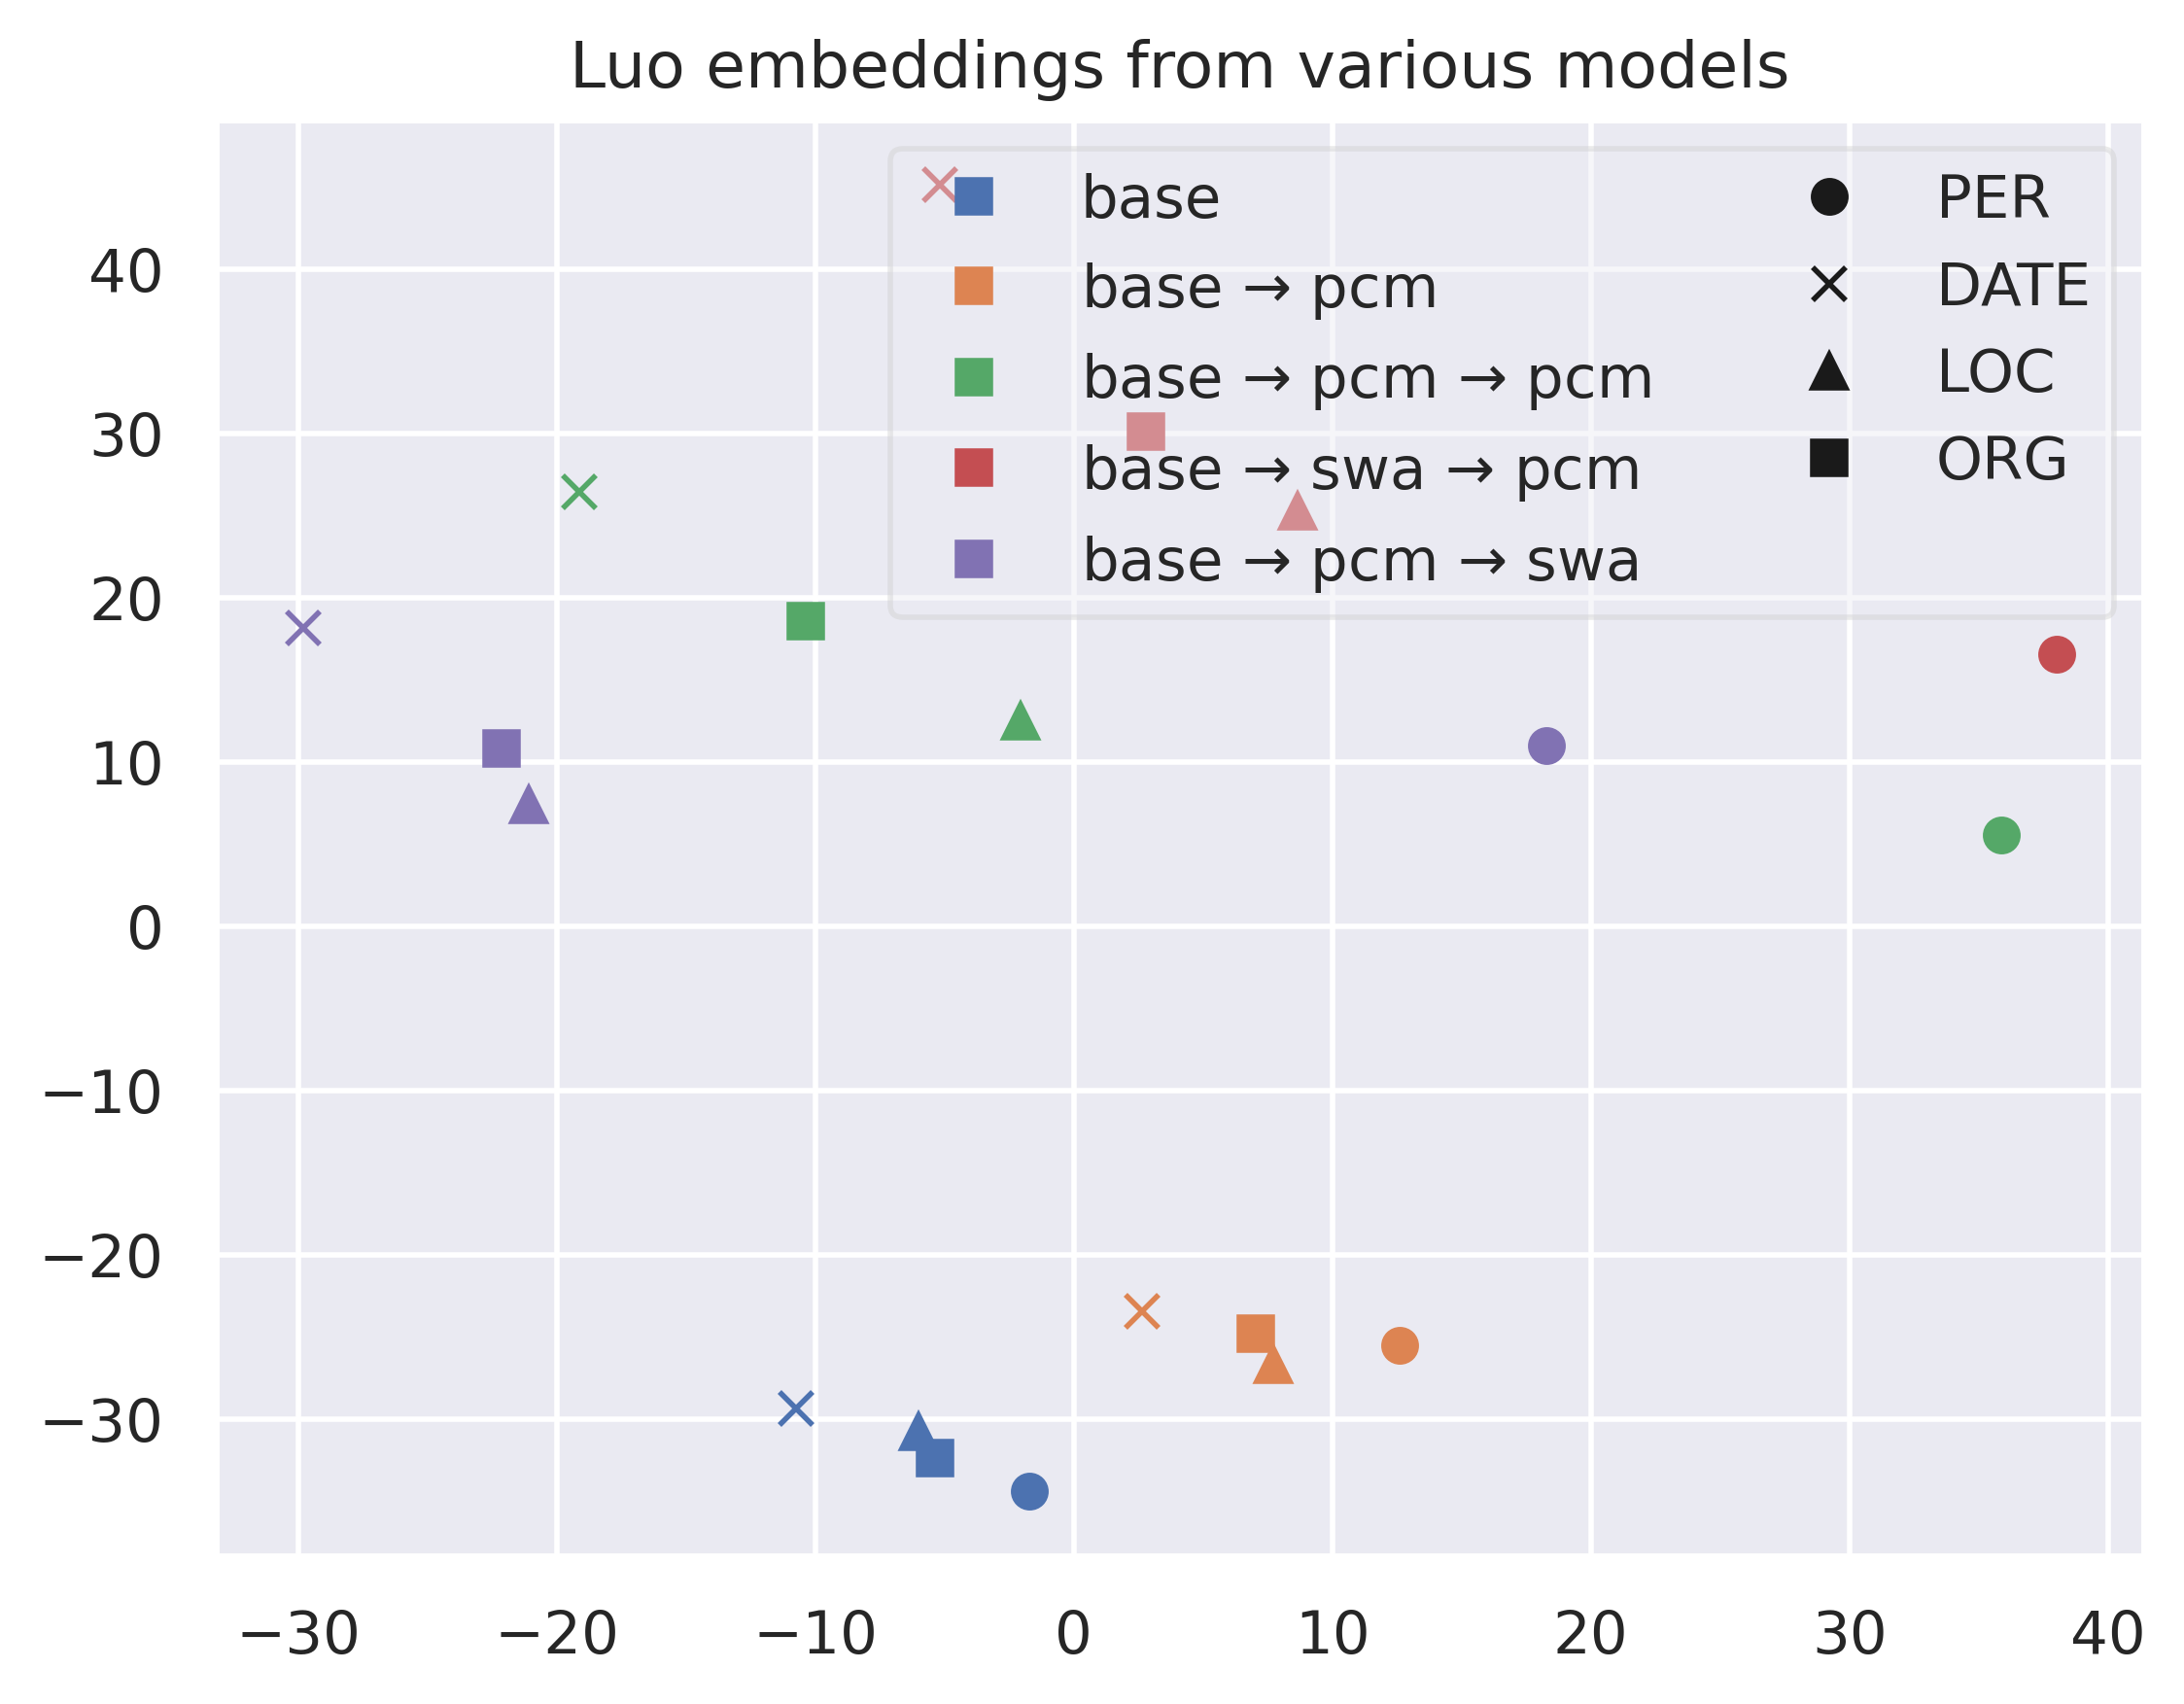 Luo embeddings from various models
base
base → pcm
base → pcm → pcm
base → swa → pcm
base → pcm → swa
PER
DATE
LOC
ORG
40
30
20
10
0
−10
−20
−30
−30 −20 −10 0 10 20 30 40